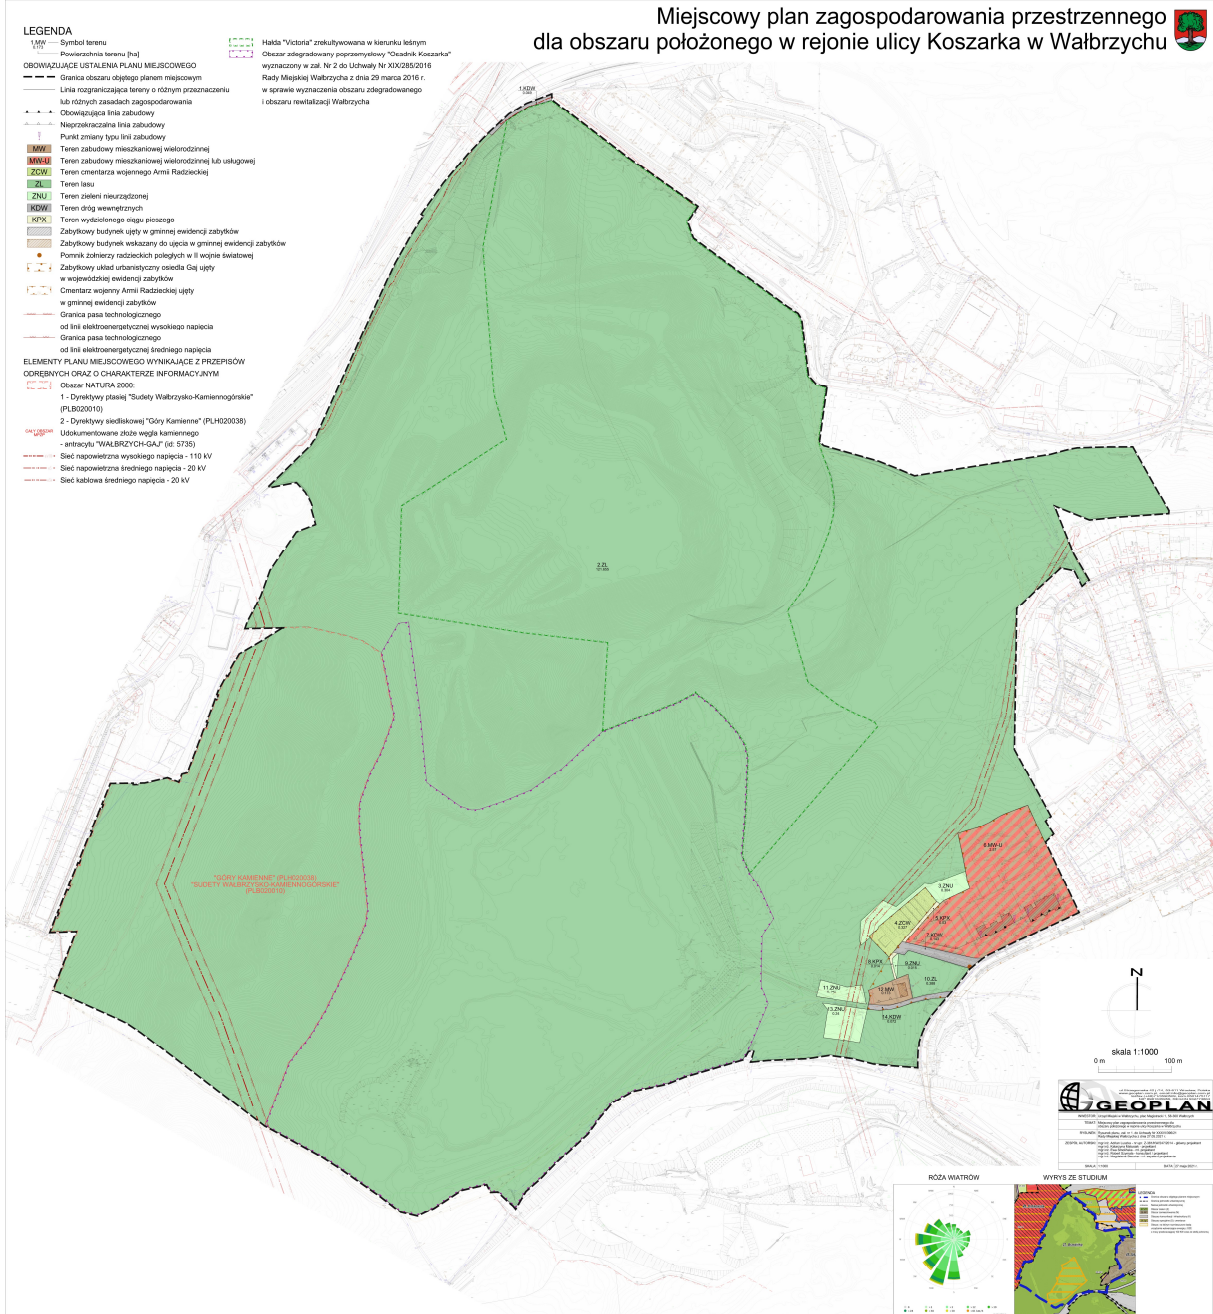 Miejscowy plan zagospodarowania przestrzennego
dla obszaru położonego w rejonie ulicy Koszarka w Wałbrzychu
LEGENDA
1.MW Symbol terenu
0.173 Powierzchnia terenu [ha]
OBOWIĄZUJĄCE USTALENIA PLANU MIEJSCOWEGO
Granica obszaru objętego planem miejscowym
Linia rozgraniczająca tereny o różnym przeznaczeniu
lub różnych zasadach zagospodarowania
Obowiązująca linia zabudowy
Nieprzekraczalna linia zabudowy
Punkt zmiany typu linii zabudowy
MW Teren zabudowy mieszkaniowej wielorodzinnej
MW-U Teren zabudowy mieszkaniowej wielorodzinnej lub usługowej
ZCW Teren cmentarza wojennego Armii Radzieckiej
ZL Teren lasu
ZNU Teren zieleni nieurządzonej
KDW Teren dróg wewnętrznych
KPX Teren wydzielonego ciągu pieszego
Zabytkowy budynek ujęty w gminnej ewidencji zabytków
Zabytkowy budynek wskazany do ujęcia w gminnej ewidencji zabytków
Pomnik żołnierzy radzieckich poległych w II wojnie światowej
Zabytkowy układ urbanistyczny osiedla Gaj ujęty
w wojewódzkiej ewidencji zabytków
Cmentarz wojenny Armii Radzieckiej ujęty
w gminnej ewidencji zabytków
Granica pasa technologicznego
od linii elektroenergetycznej wysokiego napięcia
Granica pasa technologicznego
od linii elektroenergetycznej średniego napięcia
ELEMENTY PLANU MIEJSCOWEGO WYNIKAJĄCE Z PRZEPISÓW
ODRĘBNYCH ORAZ O CHARAKTERZE INFORMACYJNYM
Obszar NATURA 2000:
1 - Dyrektywy ptasiej "Sudety Wałbrzysko-Kamiennogórskie"
(PLB020010)
2 - Dyrektywy siedliskowej "Góry Kamienne" (PLH020038)
CAŁY OBSZAR MPZP Udokumentowane złoże węgla kamiennego
- antracytu "WAŁBRZYCH-GAJ" (id: 5735)
Sieć napowietrzna wysokiego napięcia - 110 kV
Sieć napowietrzna średniego napięcia - 20 kV
Sieć kablowa średniego napięcia - 20 kV
Hałda "Victoria" zrekultywowana w kierunku leśnym
Obszar zdegradowany poprzemysłowy "Osadnik Koszarka"
wyznaczony w zał. Nr 2 do Uchwały Nr XIX/285/2016
Rady Miejskiej Wałbrzycha z dnia 29 marca 2016 r.
w sprawie wyznaczenia obszaru zdegradowanego
i obszaru rewitalizacji Wałbrzycha
1.KDW
2.ZL
"GÓRY KAMIENNE" (PLH020038)
"SUDETY WAŁBRZYSKO-KAMIENNOGÓRSKIE"
(PLB020010)
6.MW-U
3.ZNU
4.ZCW
0.327
5.KPX
7.KDW
8.KPX
9.ZNU
10.ZL
11.ZNU
12.MW
13.ZNU
14.KDW
N
skala 1:1000
0 m 100 m
GEOPLAN
RÓŻA WIATRÓW
WYRYS ZE STUDIUM
LEGENDA